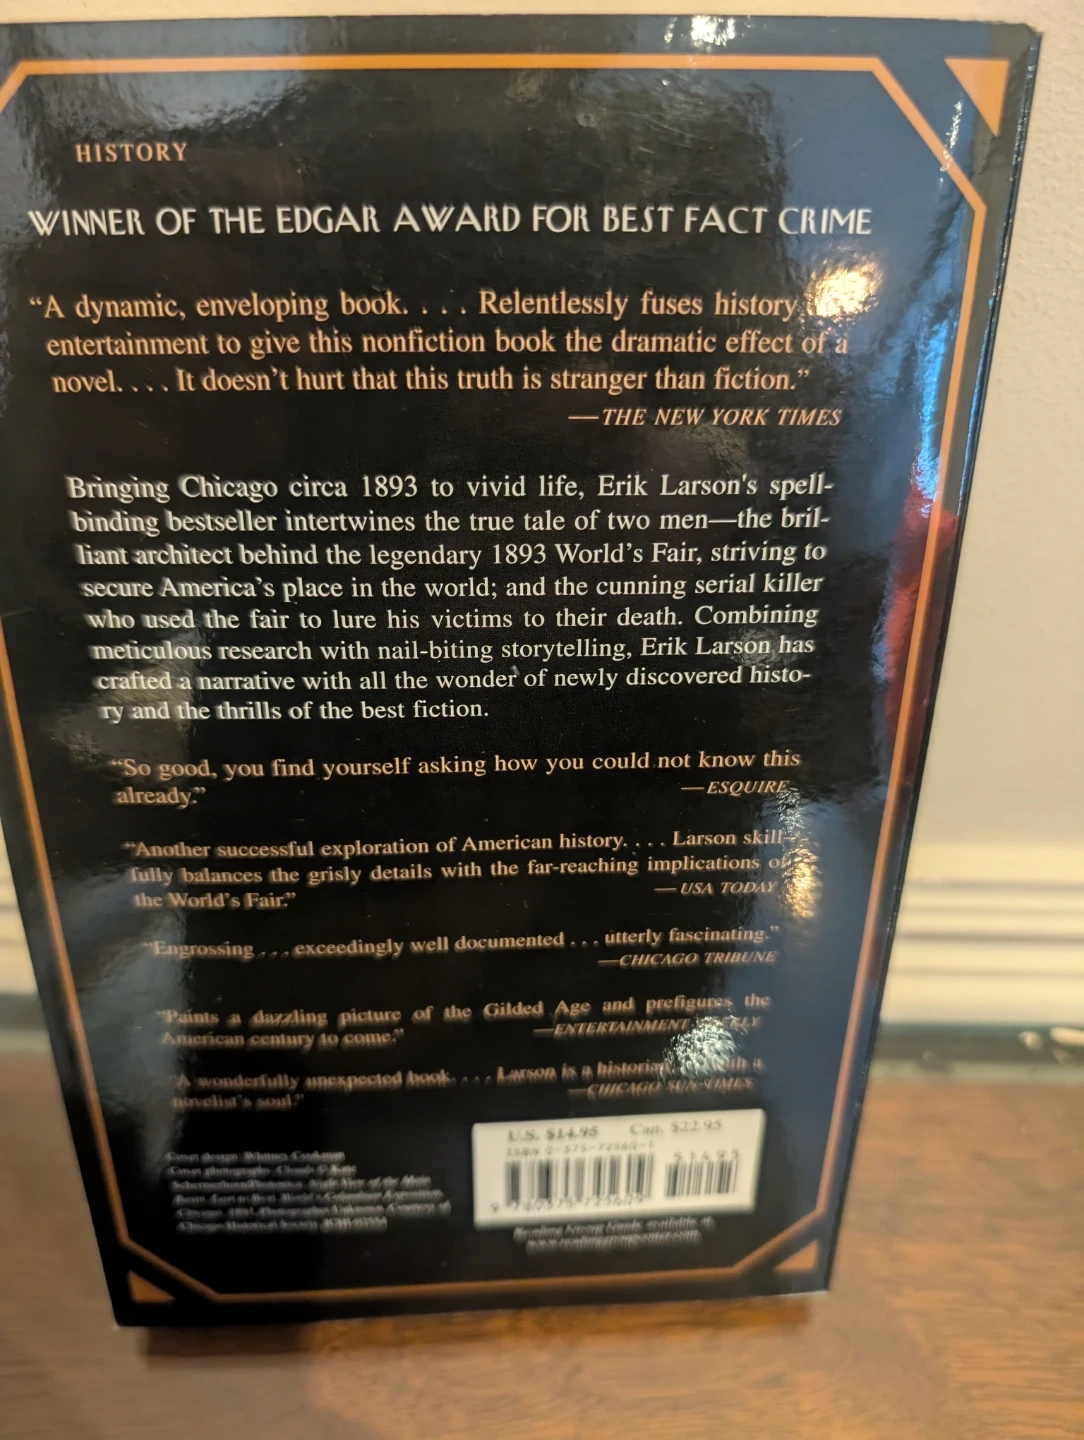 HISTORY
WINNER OF THE EDGAR AWARD FOR BEST FACT CRIME
“A dynamic, enveloping book. . . . Relentlessly fuses history
entertainment to give this nonfiction book the dramatic effect of a
novel. . . . It doesn’t hurt that this truth is stranger than fiction.”
—THE NEW YORK TIMES
Bringing Chicago circa 1893 to vivid life, Erik Larson's spell-
binding bestseller intertwines the true tale of two men—the bril-
liant architect behind the legendary 1893 World’s Fair, striving to
secure America’s place in the world; and the cunning serial killer
who used the fair to lure his victims to their death. Combining
meticulous research with nail-biting storytelling, Erik Larson has
crafted a narrative with all the wonder of newly discovered histo-
ry and the thrills of the best fiction.
“So good, you find yourself asking how you could not know this
already.”
—ESQUIRE
“Another successful exploration of American history. . . . Larson skill-
fully balances the grisly details with the far-reaching implications of
the World’s Fair.”
—USA TODAY
“Engrossing . . . exceedingly well documented . . . utterly fascinating.”
—CHICAGO TRIBUNE
“Paints a dazzling picture of the Gilded Age and prefigures the
American century to come.”
—ENTERTAINMENT
“A wonderfully unexpected book. . . . Larson is a a
novelist’s soul.”
—CHICAGO SUN-TIMES
U.S. $14.95 Can. $22.95
ISBN 0-375-72560-1
51495